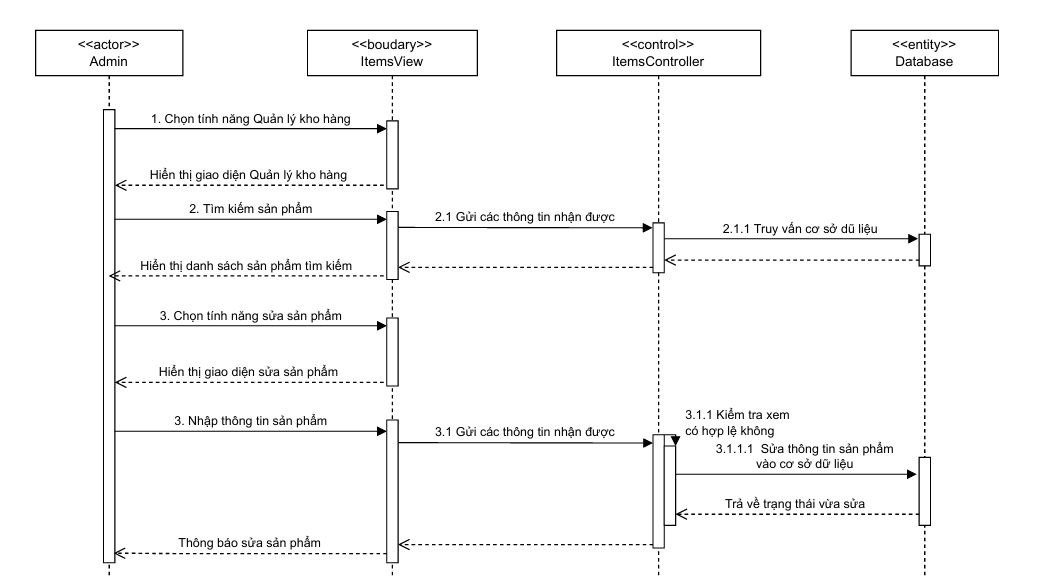 <<actor>>
Admin
<<boudary>>
ItemsView
<<control>>
ItemsController
<<entity>>
Database
1. Chọn tính năng Quản lý kho hàng
Hiển thị giao diện Quản lý kho hàng
2. Tìm kiếm sản phẩm
2.1 Gửi các thông tin nhận được
2.1.1 Truy vấn cơ sở dũ liệu
Hiển thị danh sách sản phẩm tìm kiếm
3. Chọn tính năng sửa sản phẩm
Hiển thị giao diện sửa sản phẩm
3. Nhập thông tin sản phẩm
3.1 Gửi các thông tin nhận được
3.1.1 Kiểm tra xem
có hợp lệ không
3.1.1.1 Sửa thông tin sản phẩm
vào cơ sở dữ liệu
Trả về trạng thái vừa sửa
Thông báo sửa sản phẩm